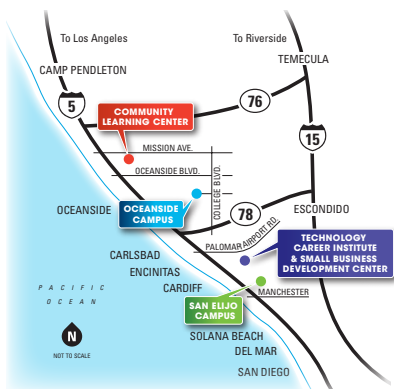 To Los Angeles
To Riverside
TEMECULA
CAMP PENDLETON
5
76
COMMUNITY
LEARNING CENTER
15
MISSION AVE.
OCEANSIDE BLVD.
COLLEGE BLVD.
OCEANSIDE
OCEANSIDE
CAMPUS
78
ESCONDIDO
PALOMAR AIRPORT RD.
TECHNOLOGY
CAREER INSTITUTE
& SMALL BUSINESS
DEVELOPMENT CENTER
CARLSBAD
ENCINITAS
CARDIFF
PACIFIC
OCEAN
MANCHESTER
SAN ELIJO
CAMPUS
N
NOT TO SCALE
SOLANA BEACH
DEL MAR
SAN DIEGO